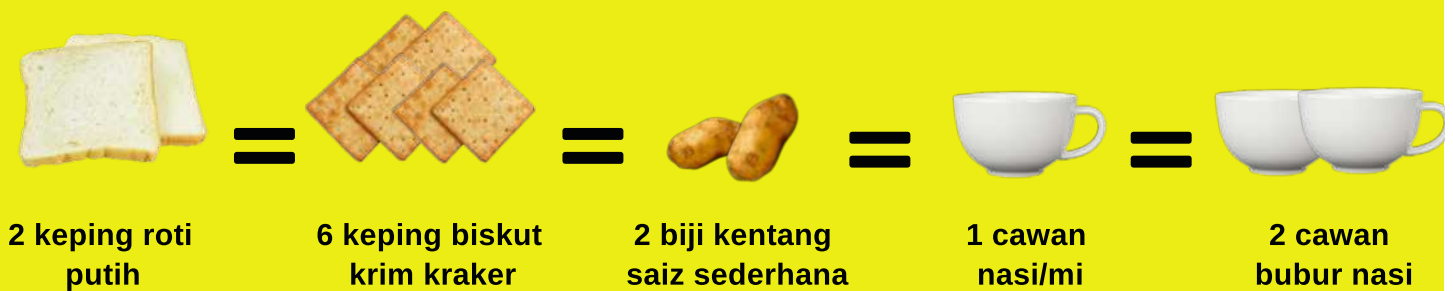 2 keping roti
putih
6 keping biskut
krim kraker
2 biji kentang
saiz sederhana
1 cawan
nasi/mi
2 cawan
bubur nasi